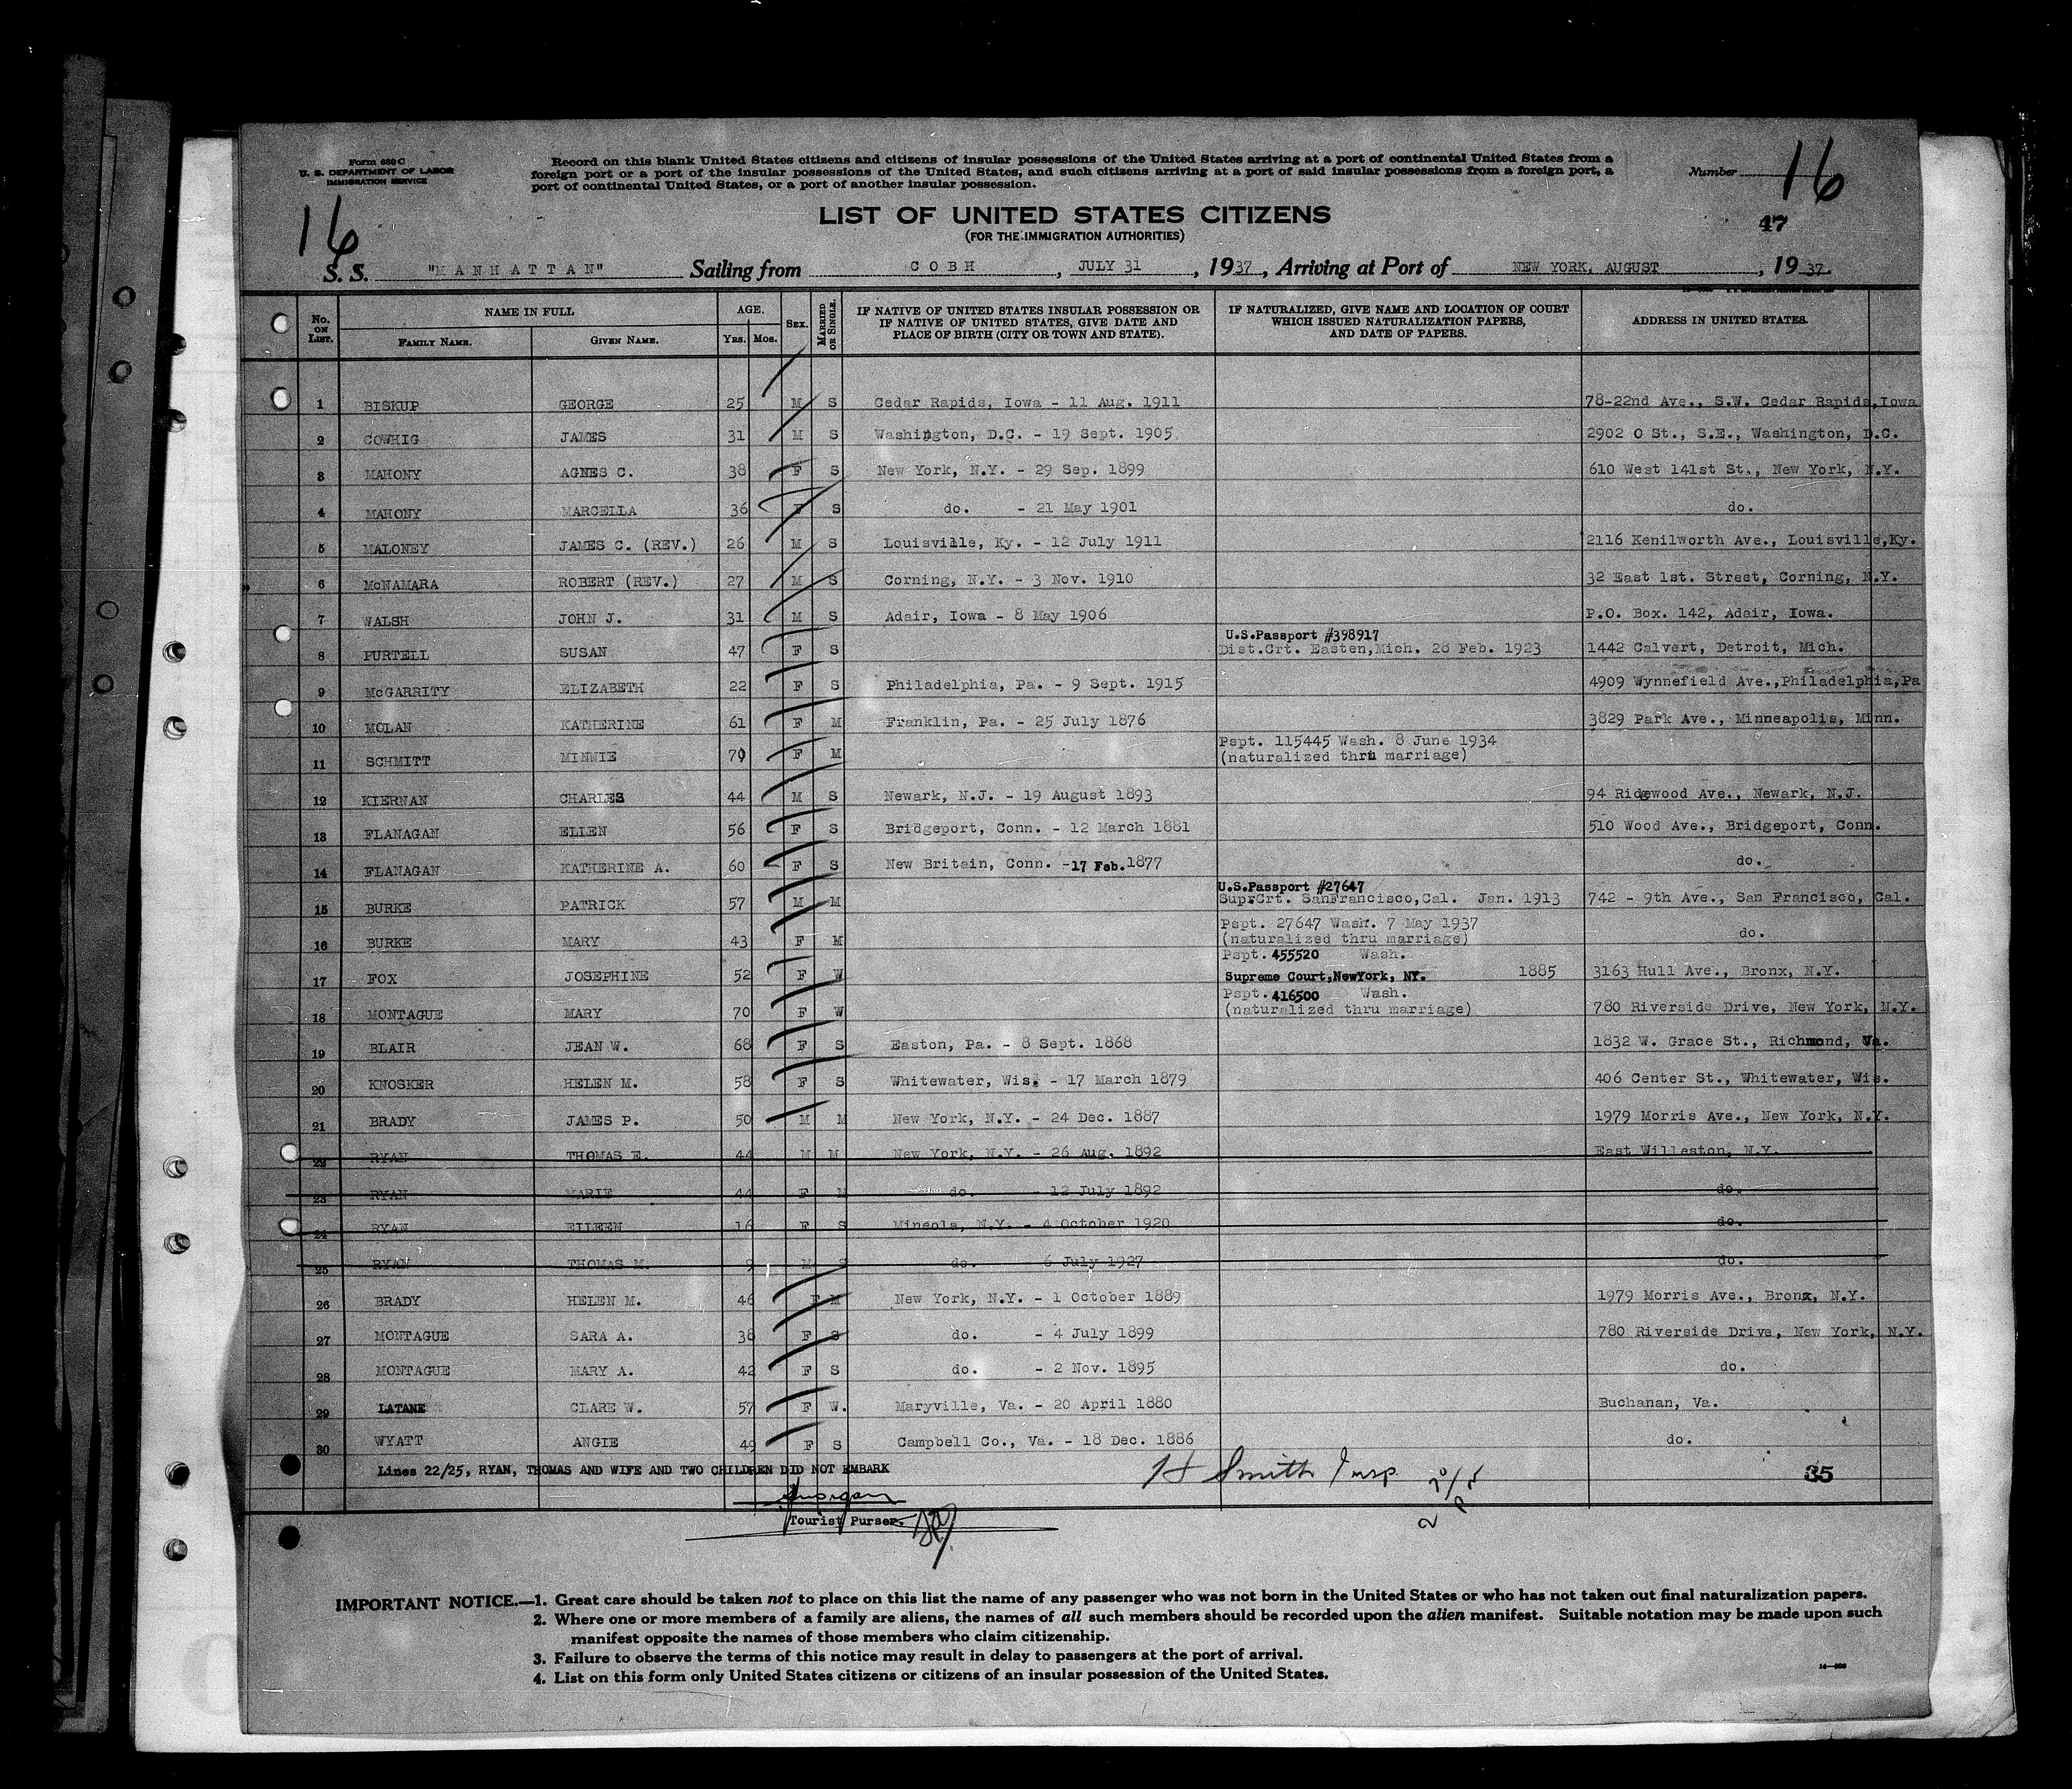 Form 630 C
U. S. DEPARTMENT OF LABOR
IMMIGRATION SERVICE
Record on this blank United States citizens and citizens of insular possessions of the United States arriving at a port of continental United States from a
foreign port or a port of the insular possessions of the United States, and such citizens arriving at a port of said insular possessions from a foreign port, a
port of continental United States, or a port of another insular possession.
Number 16
16
LIST OF UNITED STATES CITIZENS
47
(FOR THE IMMIGRATION AUTHORITIES)
S. S. "MANHATTAN" Sailing from COBH, JULY 31, 1937, Arriving at Port of NEW YORK, AUGUST, 1937.
No. ON LIST. NAME IN FULL AGE. SEX. MARRIED OR SINGLE. IF NATIVE OF UNITED STATES INSULAR POSSESSION OR IF NATIVE OF UNITED STATES, GIVE DATE AND PLACE OF BIRTH (CITY OR TOWN AND STATE). IF NATURALIZED, GIVE NAME AND LOCATION OF COURT WHICH ISSUED NATURALIZATION PAPERS, AND DATE OF PAPERS. ADDRESS IN UNITED STATES.
FAMILY NAME. GIVEN NAME. Yrs. Mos.
1 BISKUP GEORGE 25 M S Cedar Rapids, Iowa - 11 Aug. 1911 78-22nd Ave., S.W. Cedar Rapids,Iowa
2 COWHIG JAMES 31 M S Washington, D.C. - 19 Sept. 1905 2902 O St., S.E., Washington, D.C.
3 MAHONY AGNES C. 38 F S New York, N.Y. - 29 Sep. 1899 610 West 141st St., New York, N.Y.
4 MAHONY MARCELLA 36 F S do. - 21 May 1901 do.
5 MALONEY JAMES C. (REV.) 26 M S Louisville, Ky. - 12 July 1911 2116 Kenilworth Ave., Louisville,Ky.
6 McNAMARA ROBERT (REV.) 27 M S Corning, N.Y. - 3 Nov. 1910 32 East 1st. Street, Corning, N.Y.
7 WALSH JOHN J. 31 M S Adair, Iowa - 8 May 1906 P.O. Box. 142, Adair, Iowa.
U.S.Passport #398917
8 PURTELL SUSAN 47 F S Dist.Crt. Easten,Mich. 28 Feb. 1923 1442 Calvert, Detroit, Mich.
9 McGARRITY ELIZABETH 22 F S Philadelphia, Pa. - 9 Sept. 1915 4909 Wynnefield Ave.,Philadelphia,Pa
10 MOLAN KATHERINE 61 F M Franklin, Pa. - 25 July 1876 3829 Park Ave., Minneapolis, Minn.
Pspt. 115445 Wash. 8 June 1934
11 SCHMITT MINNIE 70 F M (naturalized thru marriage)
12 KIERNAN CHARLES 44 M S Newark, N.J. - 19 August 1893 94 Ridgewood Ave., Newark, N.J.
13 FLANAGAN ELLEN 56 F S Bridgeport, Conn. - 12 March 1881 510 Wood Ave., Bridgeport, Conn.
14 FLANAGAN KATHERINE A. 60 F S New Britain, Conn. -17 Feb. 1877 do.
U.S.Passport #27647
15 BURKE PATRICK 57 M M SuprCrt. SanFrancisco,Cal. Jan. 1913 742 - 9th Ave., San Francisco, Cal.
Pspt. 27647 Wash. 7 May 1937
16 BURKE MARY 43 F M (naturalized thru marriage) do.
Pspt. 455520 Wash.
17 FOX JOSEPHINE 52 F W Supreme Court,NewYork, NY. 1885 3163 Hull Ave., Bronx, N.Y.
Pspt. 416500 Wash.
18 MONTAGUE MARY 70 F W (naturalized thru marriage) 780 Riverside Drive, New York, N.Y.
19 BLAIR JEAN W. 68 F S Easton, Pa. - 8 Sept. 1868 1832 W. Grace St., Richmond, Va.
20 KNOSKER HELEN M. 58 F S Whitewater, Wis. - 17 March 1879 406 Center St., Whitewater, Wis.
21 BRADY JAMES P. 50 M M New York, N.Y. - 24 Dec. 1887 1979 Morris Ave., New York, N.Y.
22 RYAN THOMAS E. 44 M M New York, N.Y. - 26 Aug. 1892 East Williston, N.Y.
23 RYAN MARIE 44 F M do. - 12 July 1892 do.
24 RYAN EILEEN 16 F S Mineola, N.Y. - 4 October 1920 do.
25 RYAN THOMAS M. 9 M S do. 6 July 1927 do.
26 BRADY HELEN M. 46 F M New York, N.Y. - 1 October 1889 1979 Morris Ave., Bronx, N.Y.
27 MONTAGUE SARA A. 38 F S do. - 4 July 1899 780 Riverside Drive, New York, N.Y.
28 MONTAGUE MARY A. 42 F S do. - 2 Nov. 1895 do.
29 LATANE CLARE W. 57 F W. Maryville, Va. - 20 April 1880 Buchanan, Va.
30 WYATT ANGIE 49 F S Campbell Co., Va. - 18 Dec. 1886 do.
Lines 22/25, RYAN, THOMAS AND WIFE AND TWO CHILDREN DID NOT EMBARK
H Smith Insp.
35
Tourist Purser.
IMPORTANT NOTICE.—1. Great care should be taken not to place on this list the name of any passenger who was not born in the United States or who has not taken out final naturalization papers.
2. Where one or more members of a family are aliens, the names of all such members should be recorded upon the alien manifest. Suitable notation may be made upon such
manifest opposite the names of those members who claim citizenship.
3. Failure to observe the terms of this notice may result in delay to passengers at the port of arrival.
4. List on this form only United States citizens or citizens of an insular possession of the United States.